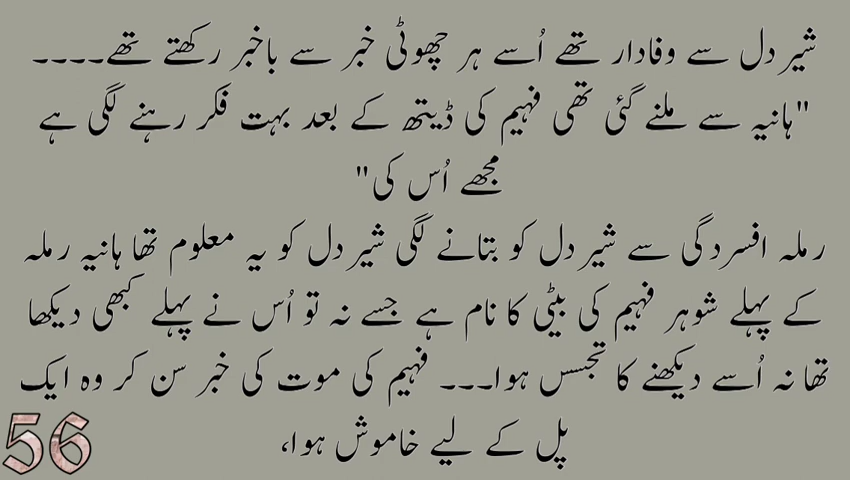 شیر دل سے وفادار تھے اُسے ہر چھوٹی خبر سے باخبر رکھتے تھے۔۔۔۔
"ہانیہ سے ملنے گئی تھی فہیم کی ڈیتھ کے بعد بہت فکر رہنے لگی ہے
مجھے اُس کی"
رملہ افسردگی سے شیر دل کو بتانے لگی شیر دل کو یہ معلوم تھا ہانیہ رملہ
کے پہلے شوہر فہیم کی بیٹی کا نام ہے جسے نہ تو اُس نے پہلے کبھی دیکھا
تھا نہ اُسے دیکھنے کا تجسس ہوا۔۔۔ فہیم کی موت کی خبر سن کر وہ ایک
پل کے لیے خاموش ہوا،
56